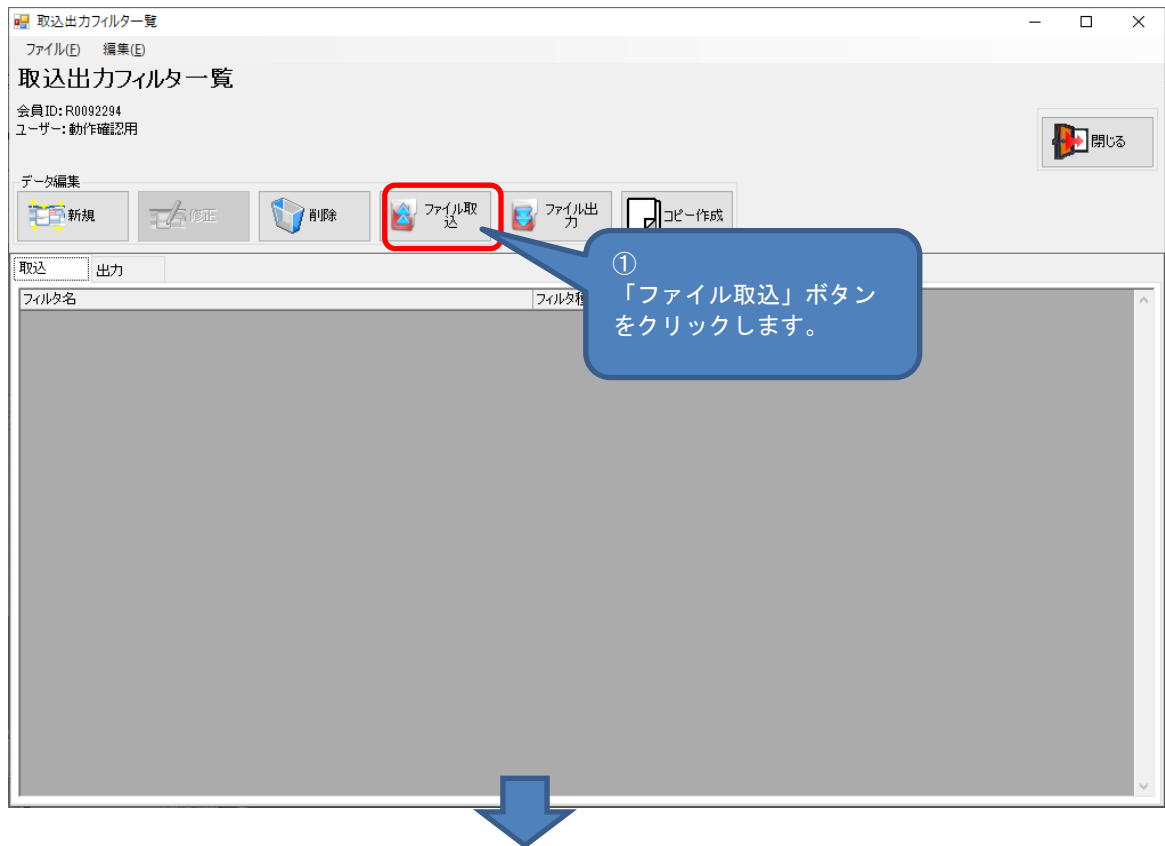 取込出力フィルタ一覧
ファイル(F) 編集(E)
取込出力フィルタ一覧
会員ID:R0092294
ユーザー:動作確認用
閉じる
データ編集
新規
修正
削除
ファイル取
込
ファイル出
力
コピー作成
取込
出力
フィルタ名
フィルタ種
①
「ファイル取込」ボタン
をクリックします。